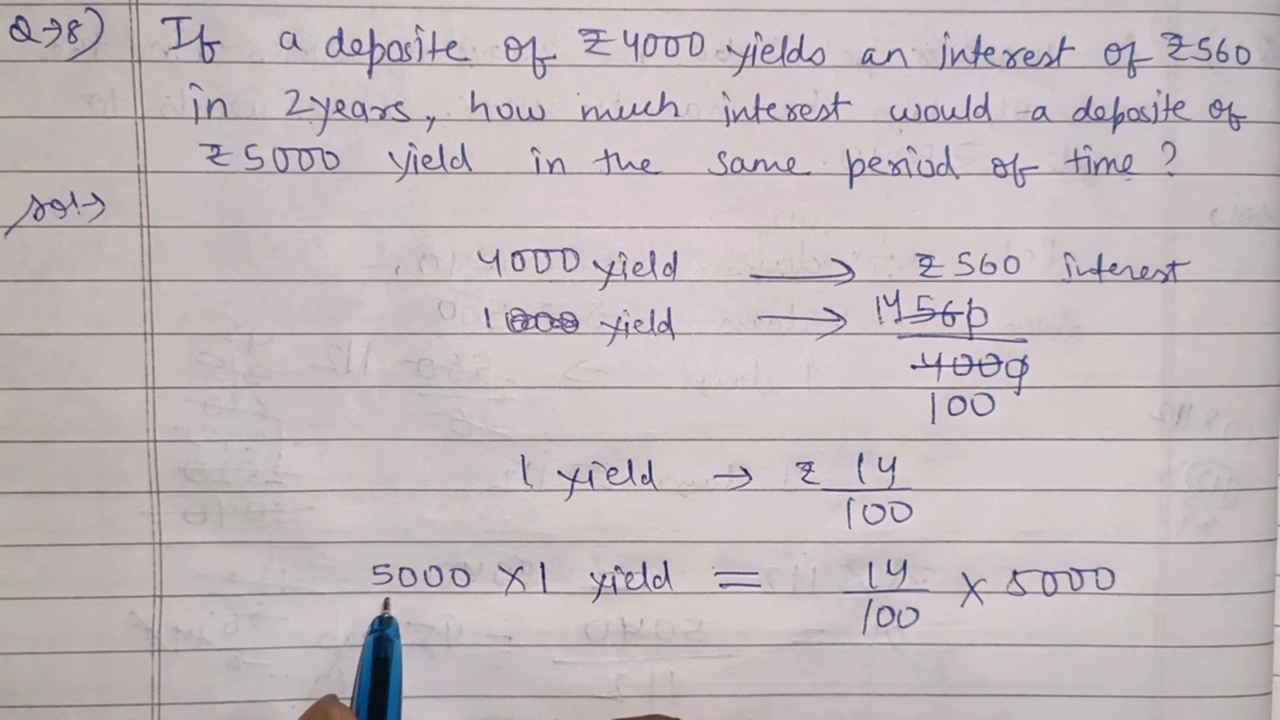 Q→8) If a deposite of ₹4000 yields an interest of ₹560
in 2 years, how much interest would a deposite of
₹5000 yield in the same period of time?
Sol→
4000 yield → ₹560 interest
1 yield → 14 560
4000
100
1 yield → ₹ 14
100
5000 × 1 yield = 14 × 5000
100